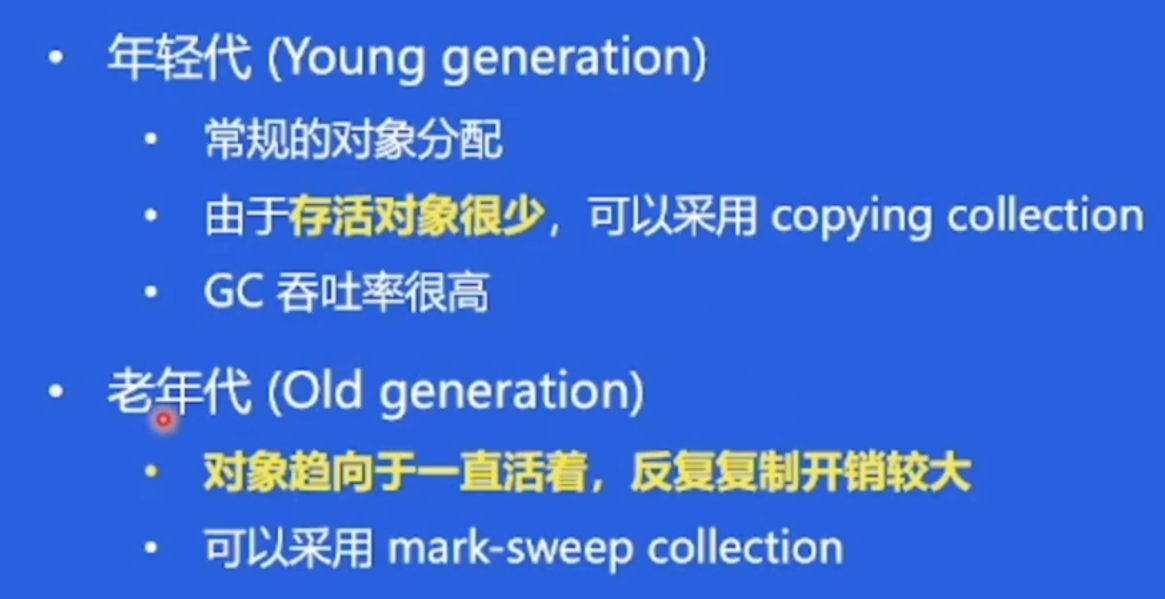 • 年轻代 (Young generation)
• 常规的对象分配
• 由于存活对象很少，可以采用 copying collection
• GC 吞吐率很高
• 老年代 (Old generation)
• 对象趋向于一直活着，反复复制开销较大
• 可以采用 mark-sweep collection